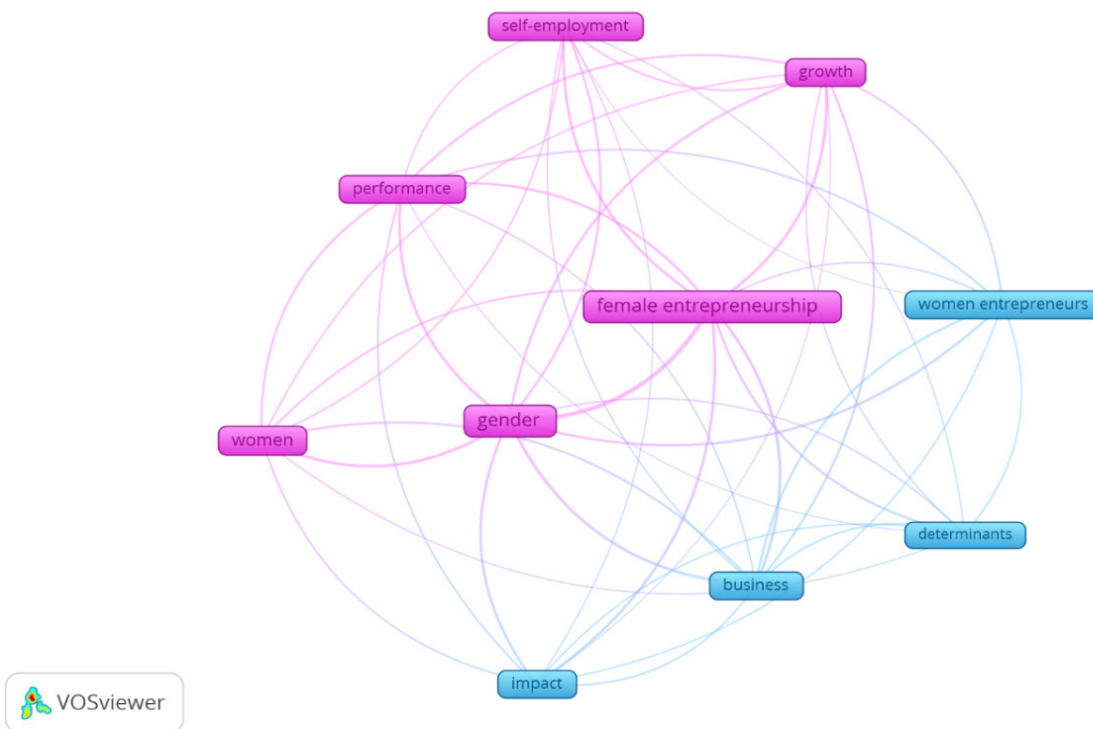 self-employment
growth
performance
female entrepreneurship
women entrepreneurs
gender
women
determinants
business
impact
VOSviewer